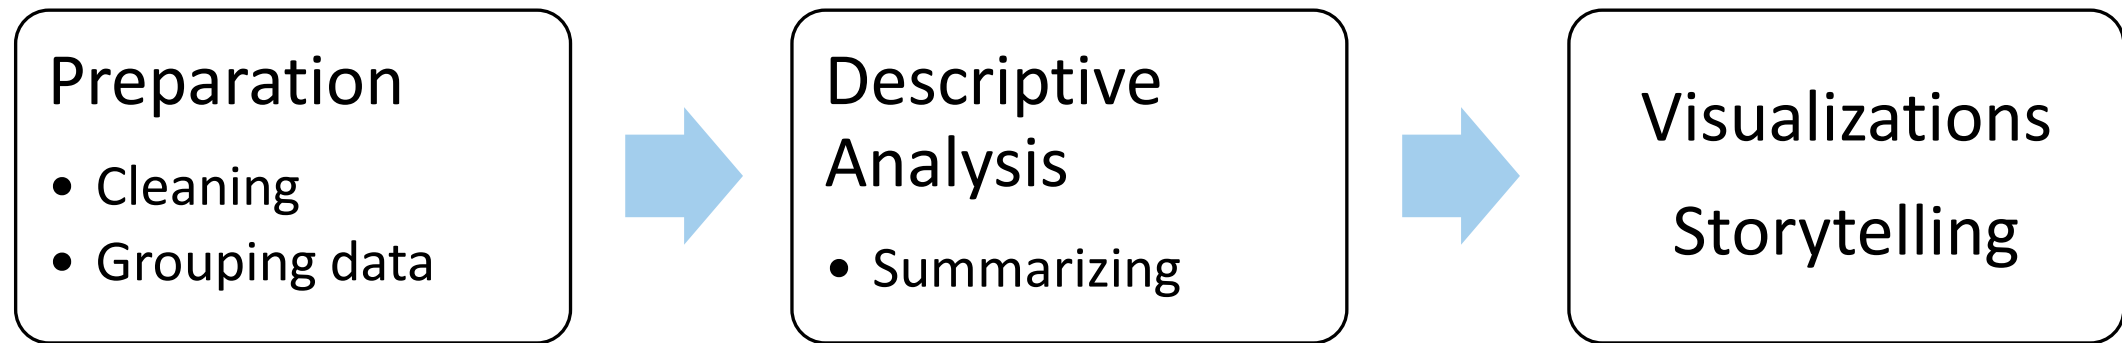 Preparation
• Cleaning
• Grouping data
Descriptive
Analysis
• Summarizing
Visualizations
Storytelling